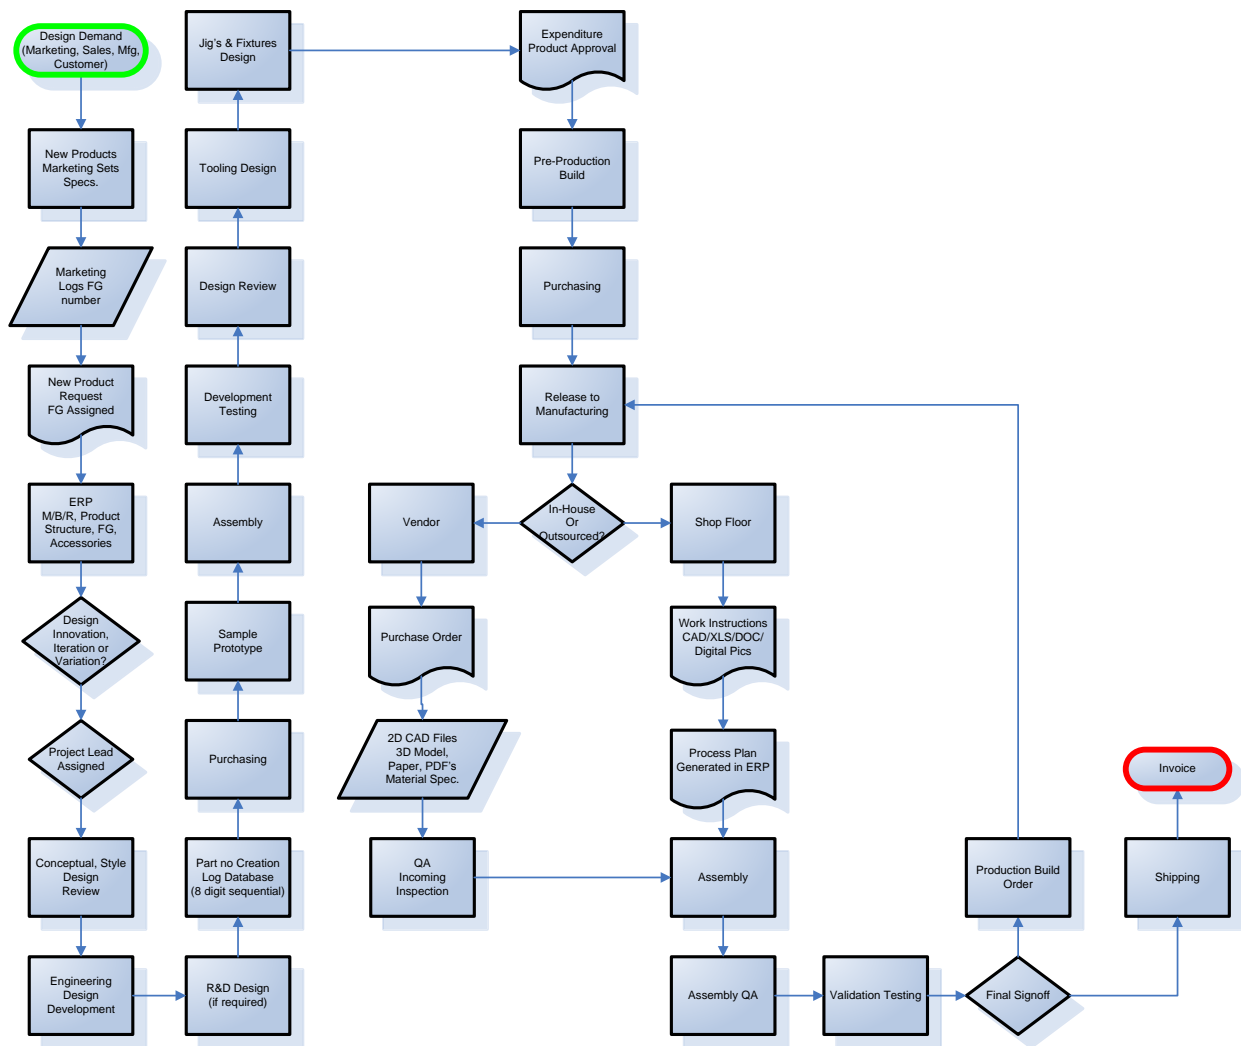 Design Demand
(Marketing, Sales, Mfg,
Customer)
New Products
Marketing Sets
Specs.
Marketing
Logs FG
number
New Product
Request
FG Assigned
ERP
M/B/R, Product
Structure, FG,
Accessories
Design
Innovation,
Iteration or
Variation?
Project Lead
Assigned
Conceptual, Style
Design
Review
Engineering
Design
Development
R&D Design
(if required)
Part no Creation
Log Database
(8 digit sequential)
Purchasing
Sample
Prototype
Assembly
Development
Testing
Design Review
Tooling Design
Jig's & Fixtures
Design
Expenditure
Product Approval
Pre-Production
Build
Purchasing
Release to
Manufacturing
In-House
Or
Outsourced?
Vendor
Purchase Order
2D CAD Files
3D Model,
Paper, PDF's
Material Spec.
QA
Incoming
Inspection
Shop Floor
Work Instructions
CAD/XLS/DOC/
Digital Pics
Process Plan
Generated in ERP
Assembly
Assembly QA
Validation Testing
Final Signoff
Production Build
Order
Shipping
Invoice